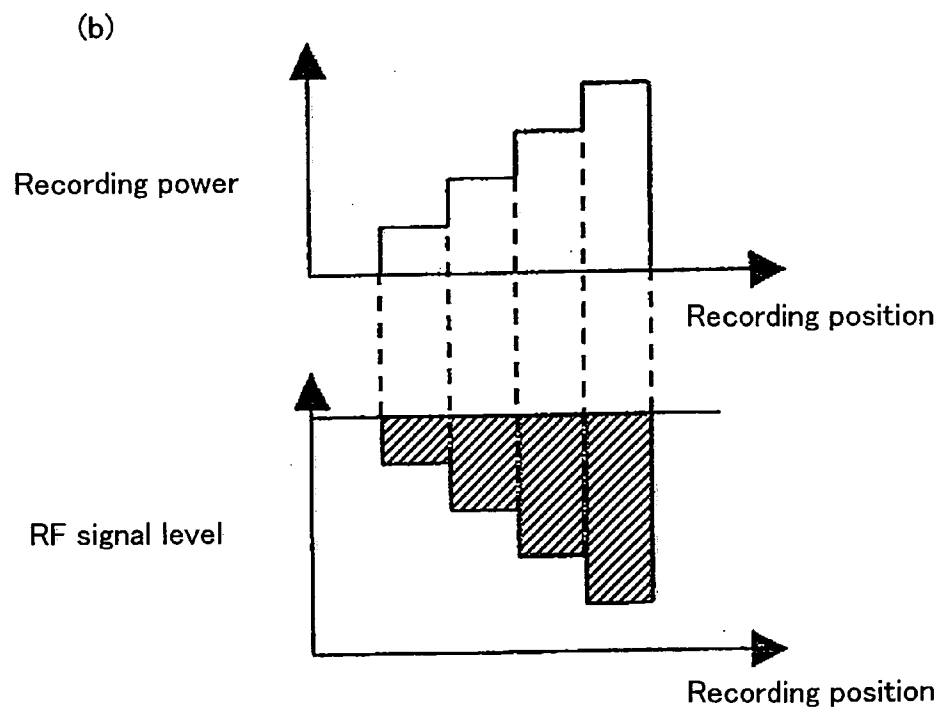 (b)
Recording power
Recording position
RF signal level
Recording position